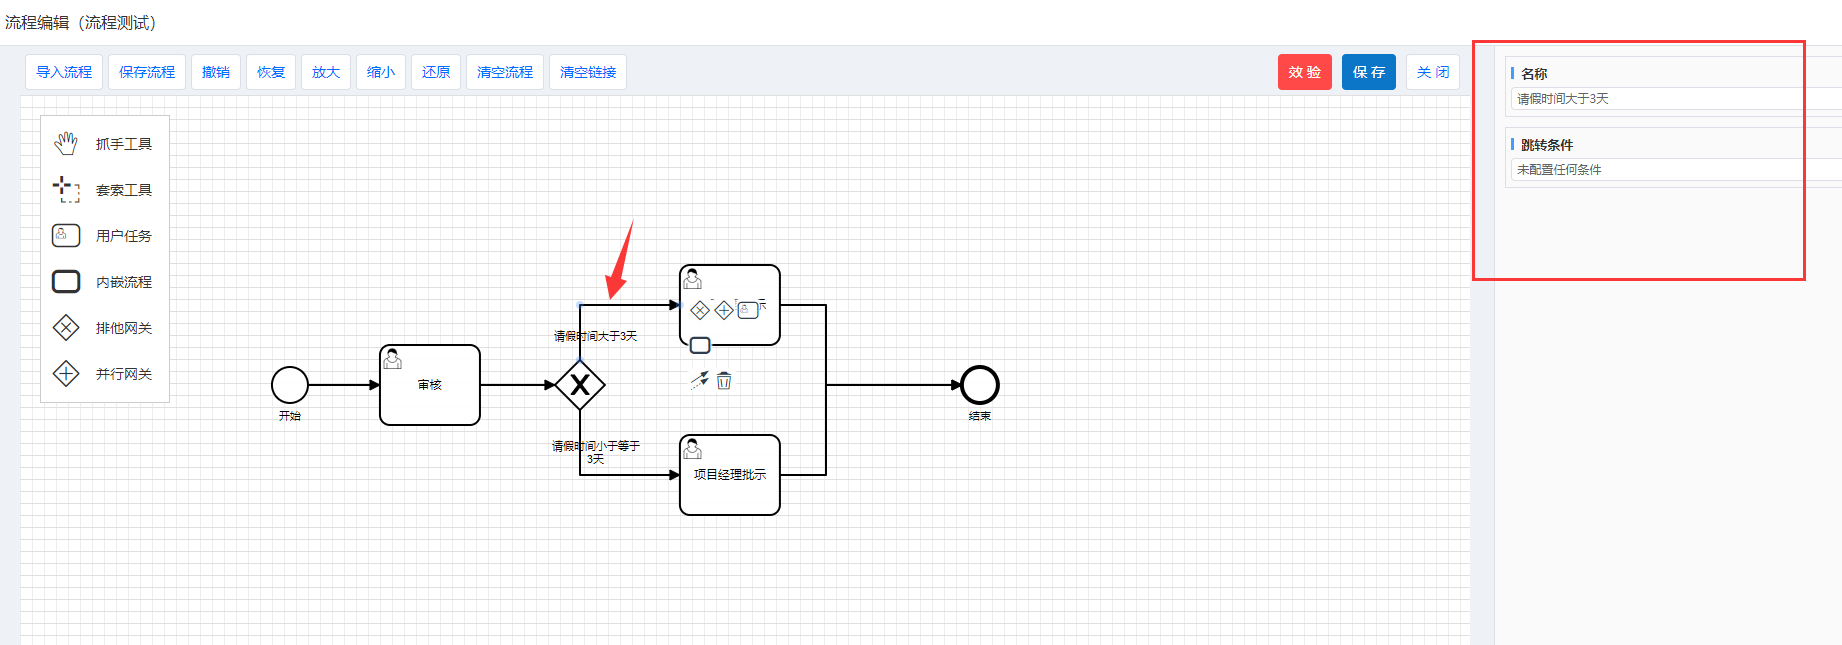 流程编辑（流程测试）
导入流程 保存流程 撤销 恢复 放大 缩小 还原 清空流程 清空链接 效 验 保 存 关 闭
名称
请假时间大于3天
跳转条件
未配置任何条件
抓手工具
套索工具
用户任务
内嵌流程
排他网关
并行网关
开始
审核
请假时间大于3天
请假时间小于等于
3天
示
项目经理批示
结束